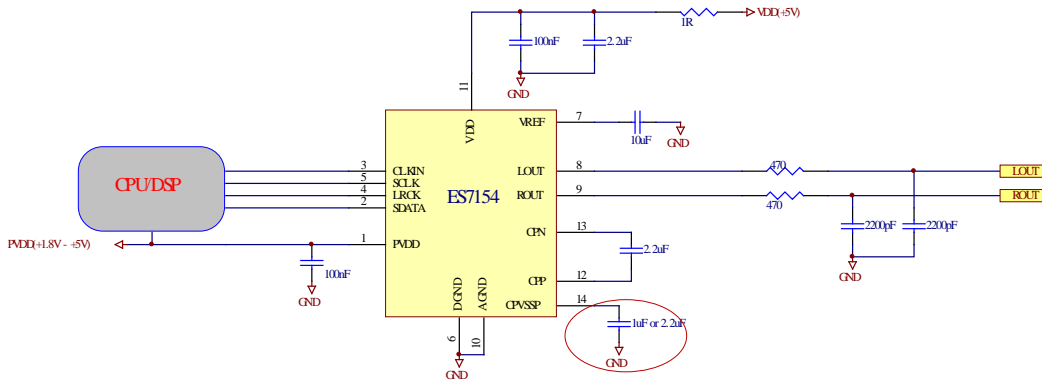 VDD(+5V)
1R
100nF
2.2uF
GND
11
VDD
7
VREF
10uF
GND
CPU/DSP
3
CLKIN
5
SCLK
4
LRCK
2
SDATA
ES7154
8
LOUT
470
LOUT
9
ROUT
470
ROUT
2200pF
2200pF
GND
PVDD(+1.8V - +5V)
1
PVDD
100nF
GND
13
CPN
2.2uF
12
CPP
14
CPVSSP
1uF or 2.2uF
GND
DGND
AGND
6
10
GND